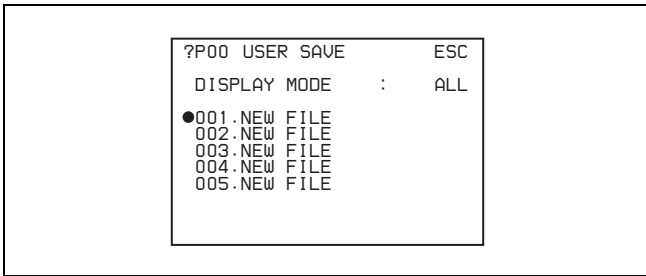 ?P00 USER SAVE ESC
DISPLAY MODE : ALL
●001.NEW FILE
002.NEW FILE
003.NEW FILE
004.NEW FILE
005.NEW FILE